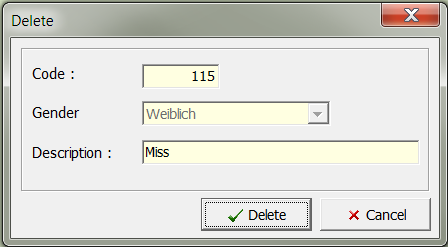 Delete
Code : 115
Gender Weiblich
Description : Miss
Delete Cancel